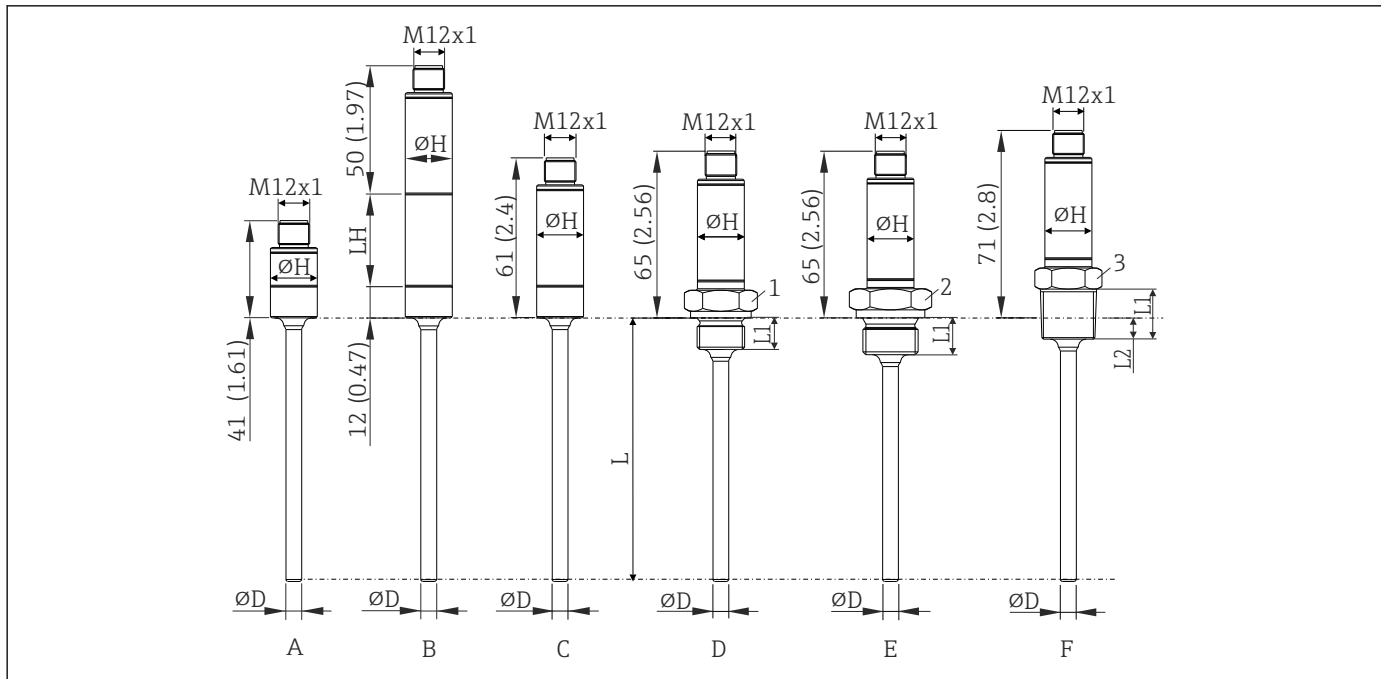 M12x1
50 (1.97)
ØH
LH
12 (0.47)
M12x1
ØH
41 (1.61)
M12x1
61 (2.4)
ØH
M12x1
65 (2.56)
ØH
1
L1
L
M12x1
65 (2.56)
ØH
2
L1
M12x1
71 (2.8)
ØH
3
L1
L2
ØD
ØD
ØD
ØD
ØD
ØD
A
B
C
D
E
F